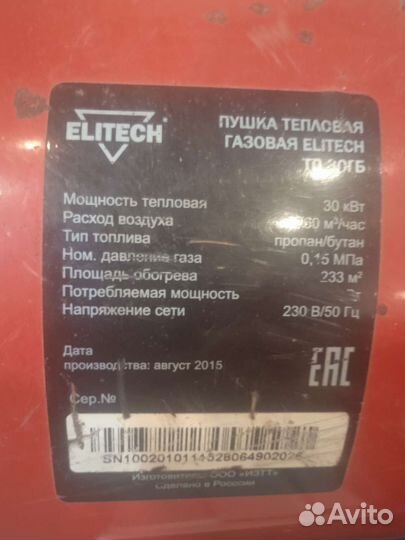 ELITECH
ПУШКА ТЕПЛОВАЯ
ГАЗОВАЯ ELITECH
Мощность тепловая 30 кВт
Расход воздуха м³/час
Тип топлива пропан/бутан
Ном. давление газа 0,15 МПа
Площадь обогрева 233 м²
Потребляемая мощность
Напряжение сети 230 В/50 Гц
Дата
производства: август 2015
EAC
Сер.№
Изготовитель: ООО «ИЗТТ»
Сделано в России
Avito